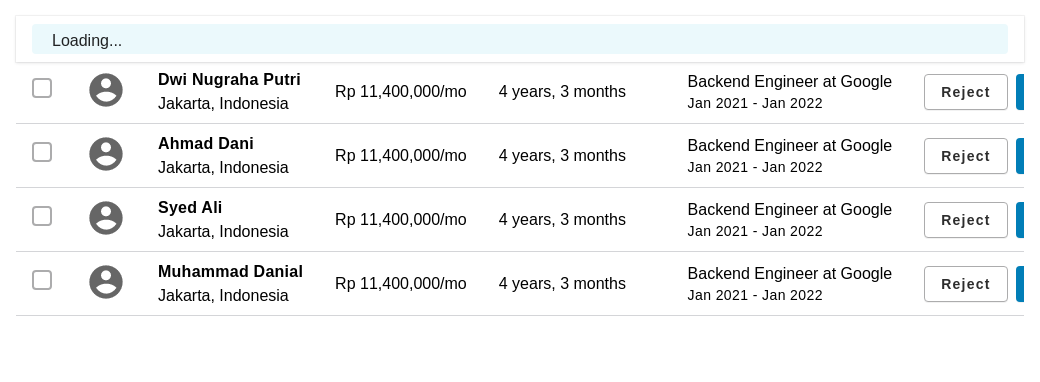 Loading...
Dwi Nugraha Putri
Jakarta, Indonesia
Rp 11,400,000/mo
4 years, 3 months
Backend Engineer at Google
Jan 2021 - Jan 2022
Reject
Ahmad Dani
Jakarta, Indonesia
Rp 11,400,000/mo
4 years, 3 months
Backend Engineer at Google
Jan 2021 - Jan 2022
Reject
Syed Ali
Jakarta, Indonesia
Rp 11,400,000/mo
4 years, 3 months
Backend Engineer at Google
Jan 2021 - Jan 2022
Reject
Muhammad Danial
Jakarta, Indonesia
Rp 11,400,000/mo
4 years, 3 months
Backend Engineer at Google
Jan 2021 - Jan 2022
Reject